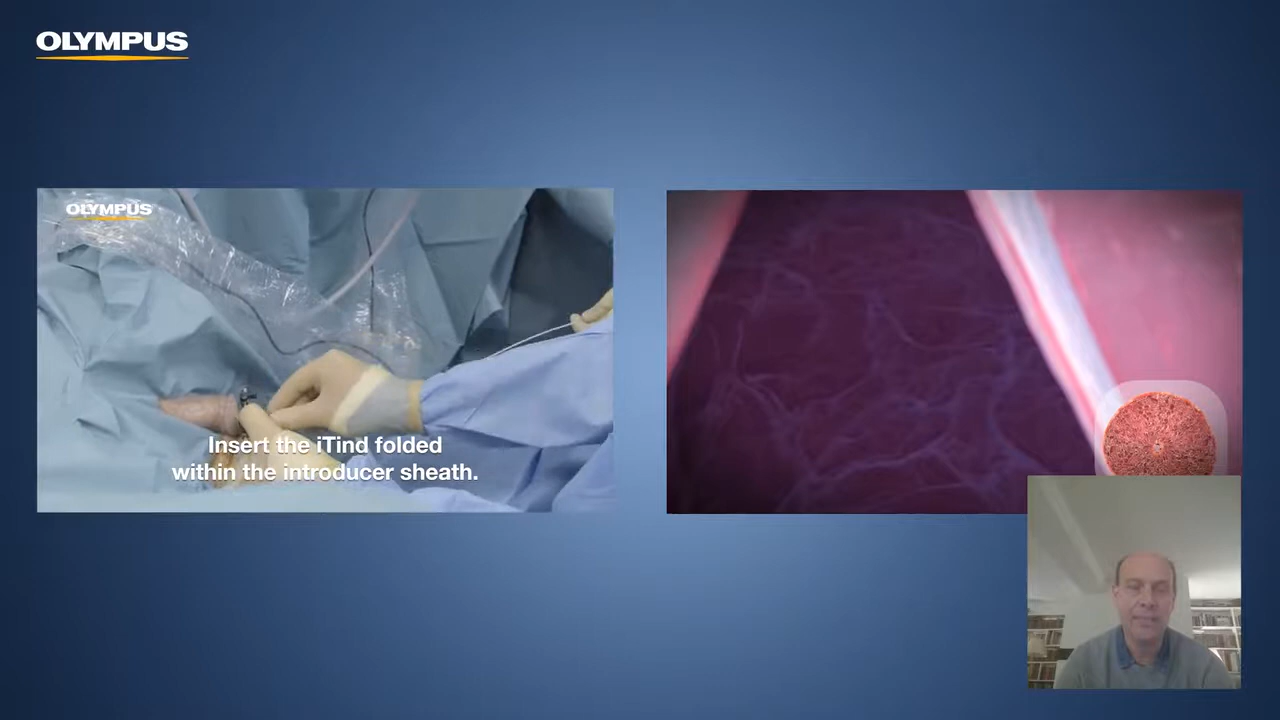 OLYMPUS
OLYMPUS
Insert the iTind folded
within the introducer sheath.